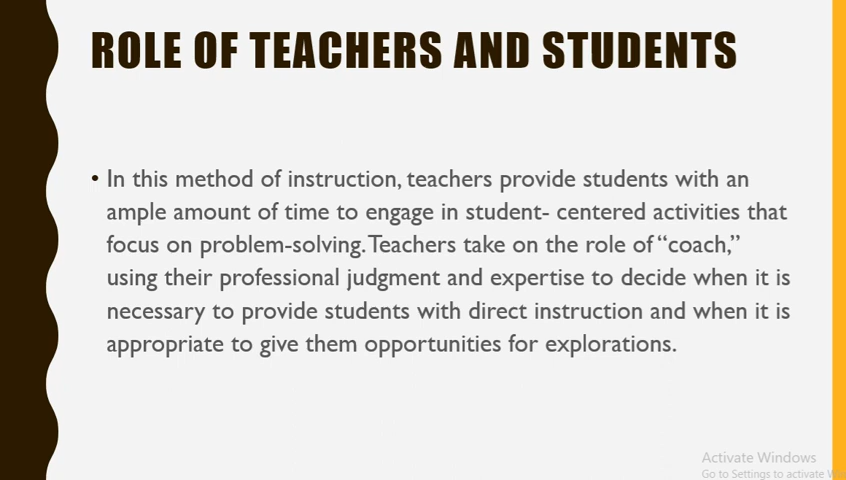 ROLE OF TEACHERS AND STUDENTS
• In this method of instruction, teachers provide students with an
ample amount of time to engage in student- centered activities that
focus on problem-solving. Teachers take on the role of “coach,”
using their professional judgment and expertise to decide when it is
necessary to provide students with direct instruction and when it is
appropriate to give them opportunities for explorations.
Activate Windows
Go to Settings to activate